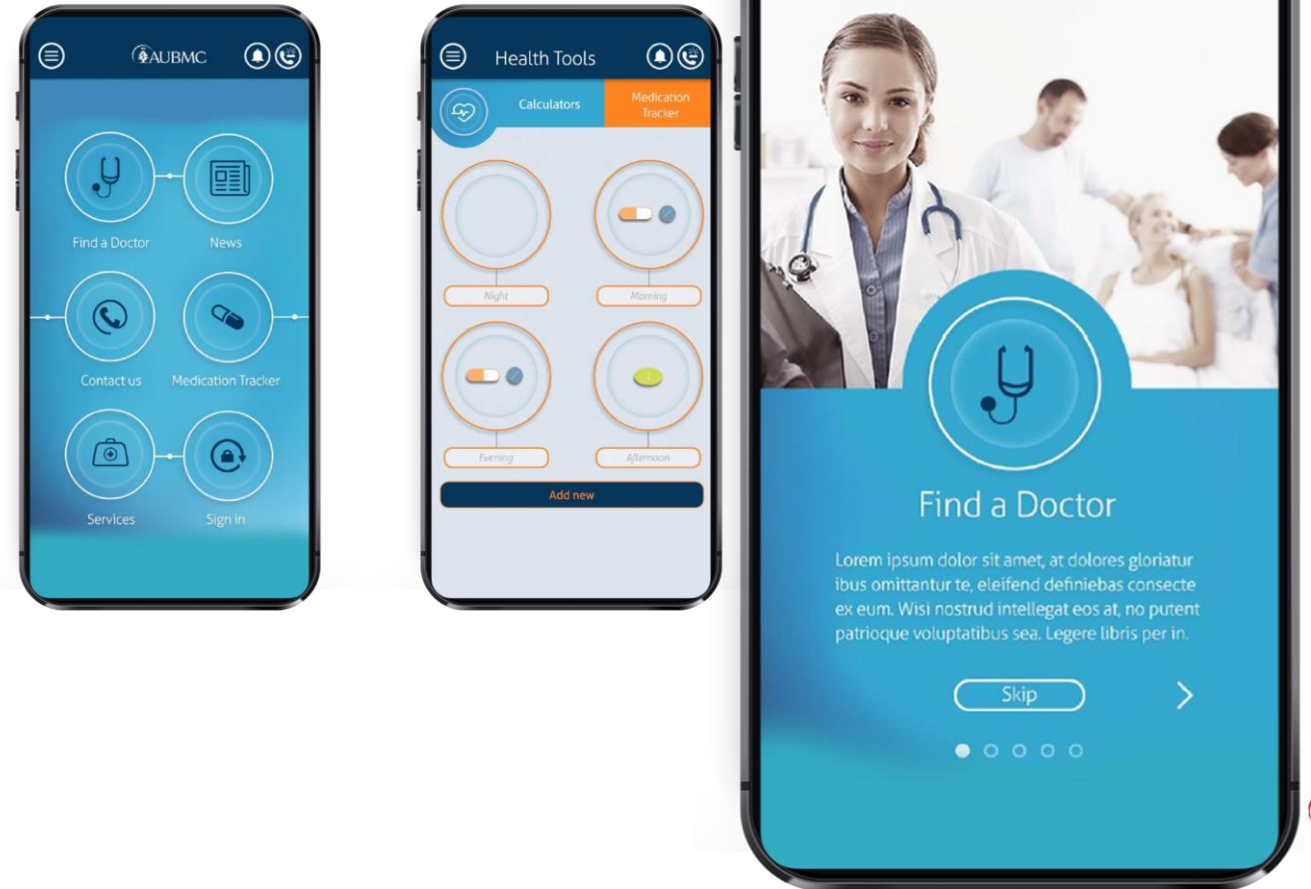 AUBMC
Find a Doctor
News
Contact us
Medication Tracker
Services
Sign in
Health Tools
Calculators
Medication
Tracker
Night
Morning
Evening
Afternoon
Add new
Find a Doctor
Lorem ipsum dolor sit amet, at dolores gloriatur
ibus omittantur te, eleifend definiebas consecte
ex eum. Wisi nostrud intellegat eos at, no putent
patrioque voluptatibus sea. Legere libris per in.
Skip